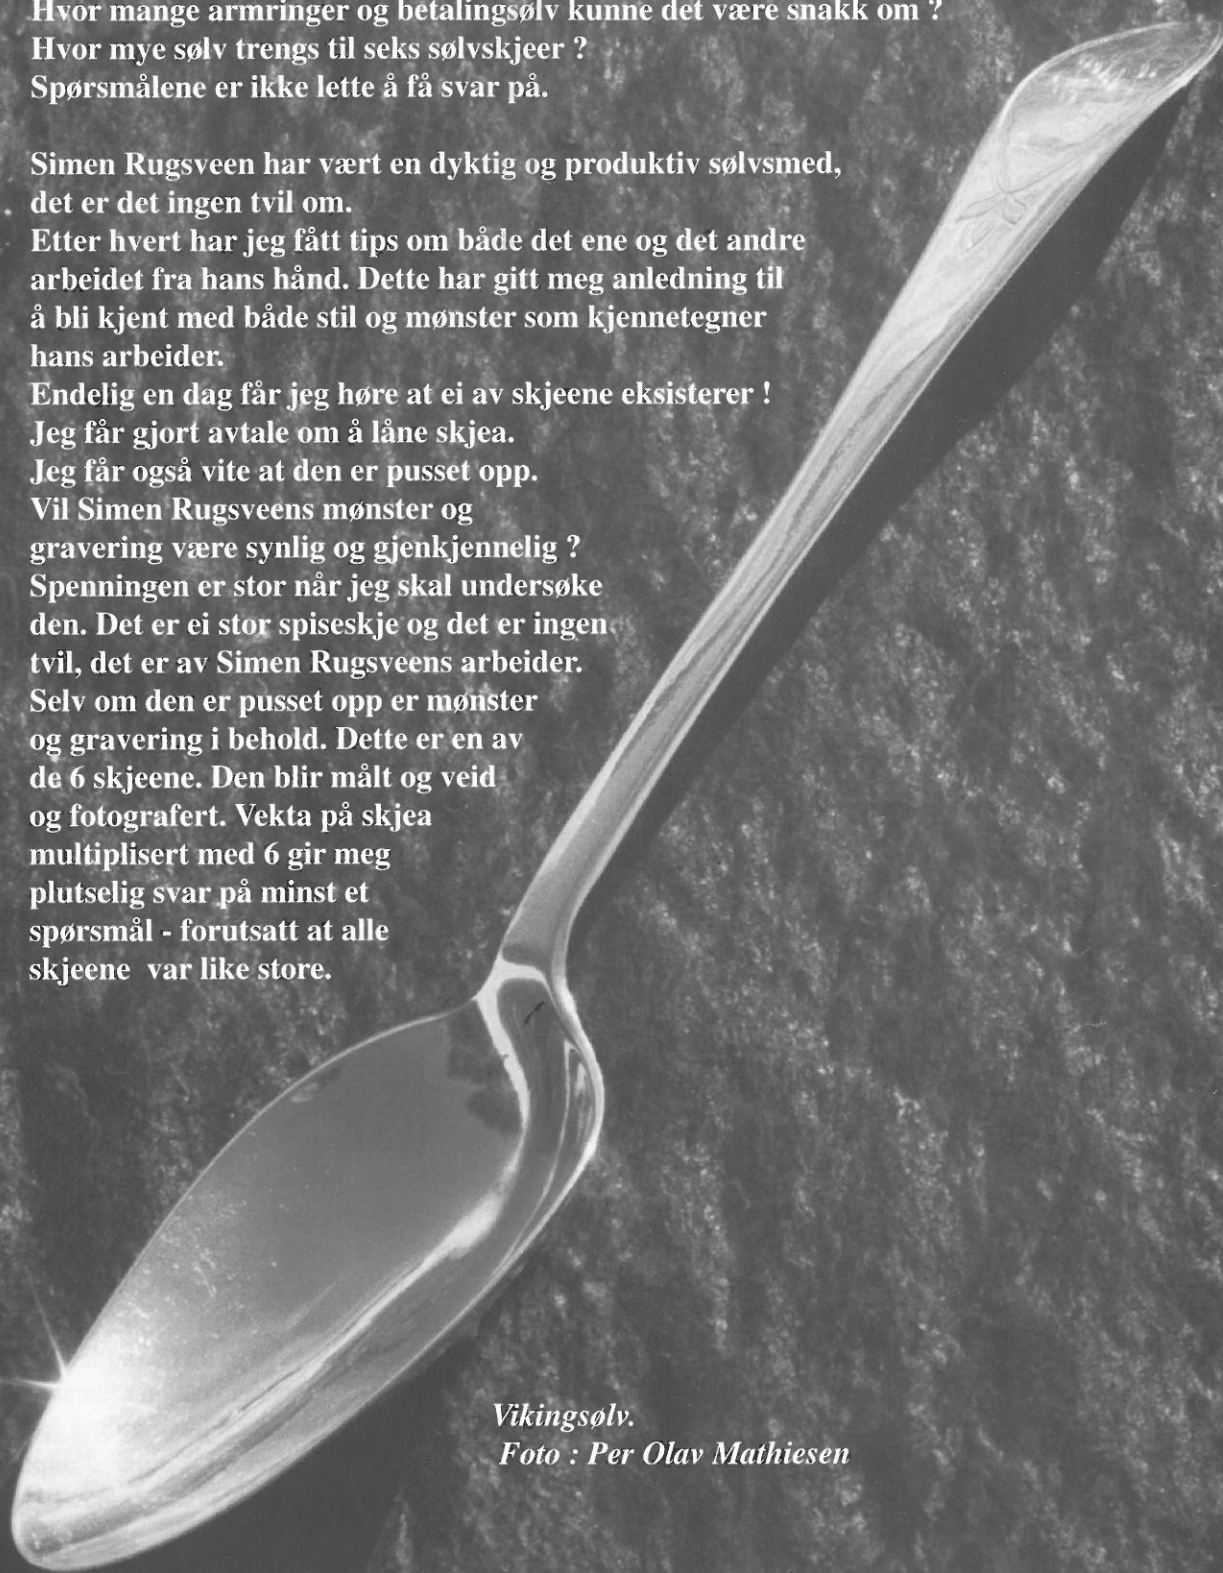 Hvor mange armringer og betalingsølv kunne det være snakk om ?
Hvor mye sølv trengs til seks sølvskjeer ?
Spørsmålene er ikke lette å få svar på.
Simen Rugsveen har vært en dyktig og produktiv sølvsmed,
det er det ingen tvil om.
Etter hvert har jeg fått tips om både det ene og det andre
arbeidet fra hans hånd. Dette har gitt meg anledning til
å bli kjent med både stil og mønster som kjennetegner
hans arbeider.
Endelig en dag får jeg høre at ei av skjeene eksisterer !
Jeg får gjort avtale om å låne skjea.
Jeg får også vite at den er pusset opp.
Vil Simen Rugsveens mønster og
gravering være synlig og gjenkjennelig ?
Spenningen er stor når jeg skal undersøke
den. Det er ei stor spiseskje og det er ingen
tvil, det er av Simen Rugsveens arbeider.
Selv om den er pusset opp er mønster
og gravering i behold. Dette er en av
de 6 skjeene. Den blir målt og veid
og fotografert. Vekta på skjea
multiplisert med 6 gir meg
plutselig svar på minst et
spørsmål - forutsatt at alle
skjeene var like store.
Vikingsølv.
Foto : Per Olav Mathiesen